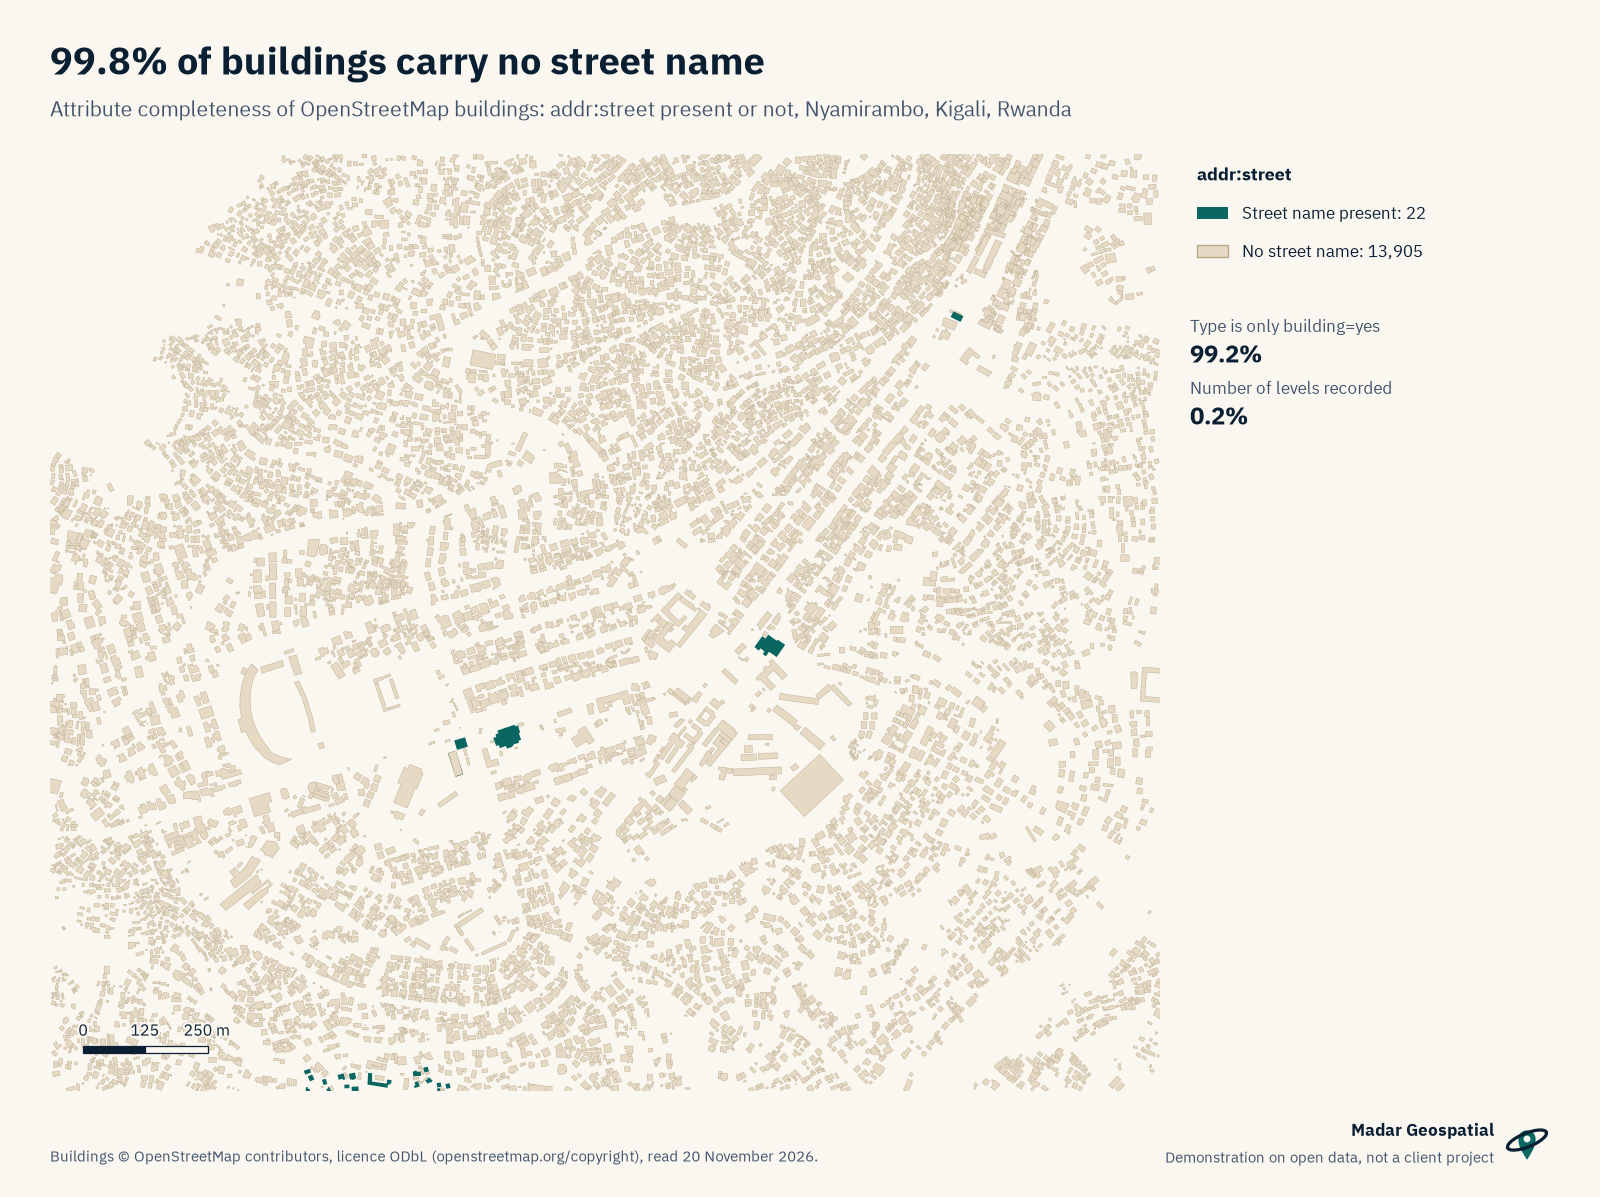 99.8% of buildings carry no street name
Attribute completeness of OpenStreetMap buildings: addr:street present or not, Nyamirambo, Kigali, Rwanda
addr:street
Street name present: 22
No street name: 13,905
Type is only building=yes
99.2%
Number of levels recorded
0.2%
0 125 250 m
Madar Geospatial
Buildings © OpenStreetMap contributors, licence ODbL (openstreetmap.org/copyright), read 20 November 2026.
Demonstration on open data, not a client project